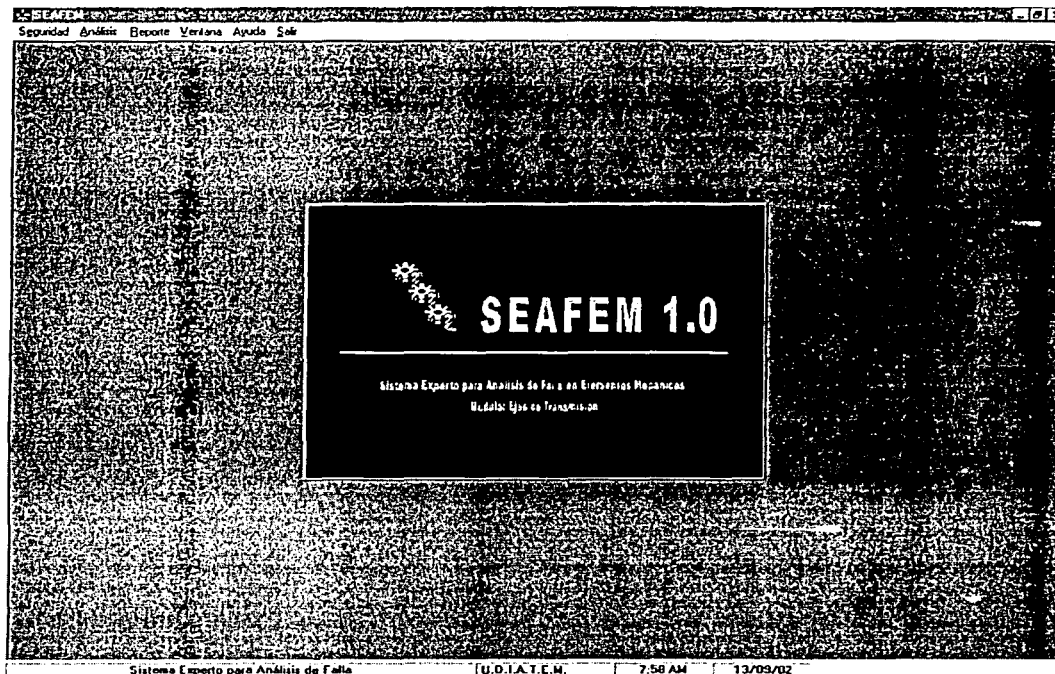 SEAFEM
Seguridad Análisis Reporte Ventana Ayuda Salir
SEAFEM 1.0
Sistema Experto para Análisis de Falla en Elementos Mecánicos
Módulo: Ejes de Transmisión
Sistema Experto para Análisis de Falla U.D.I.A.T.E.M. 7:58 AM 13/09/02